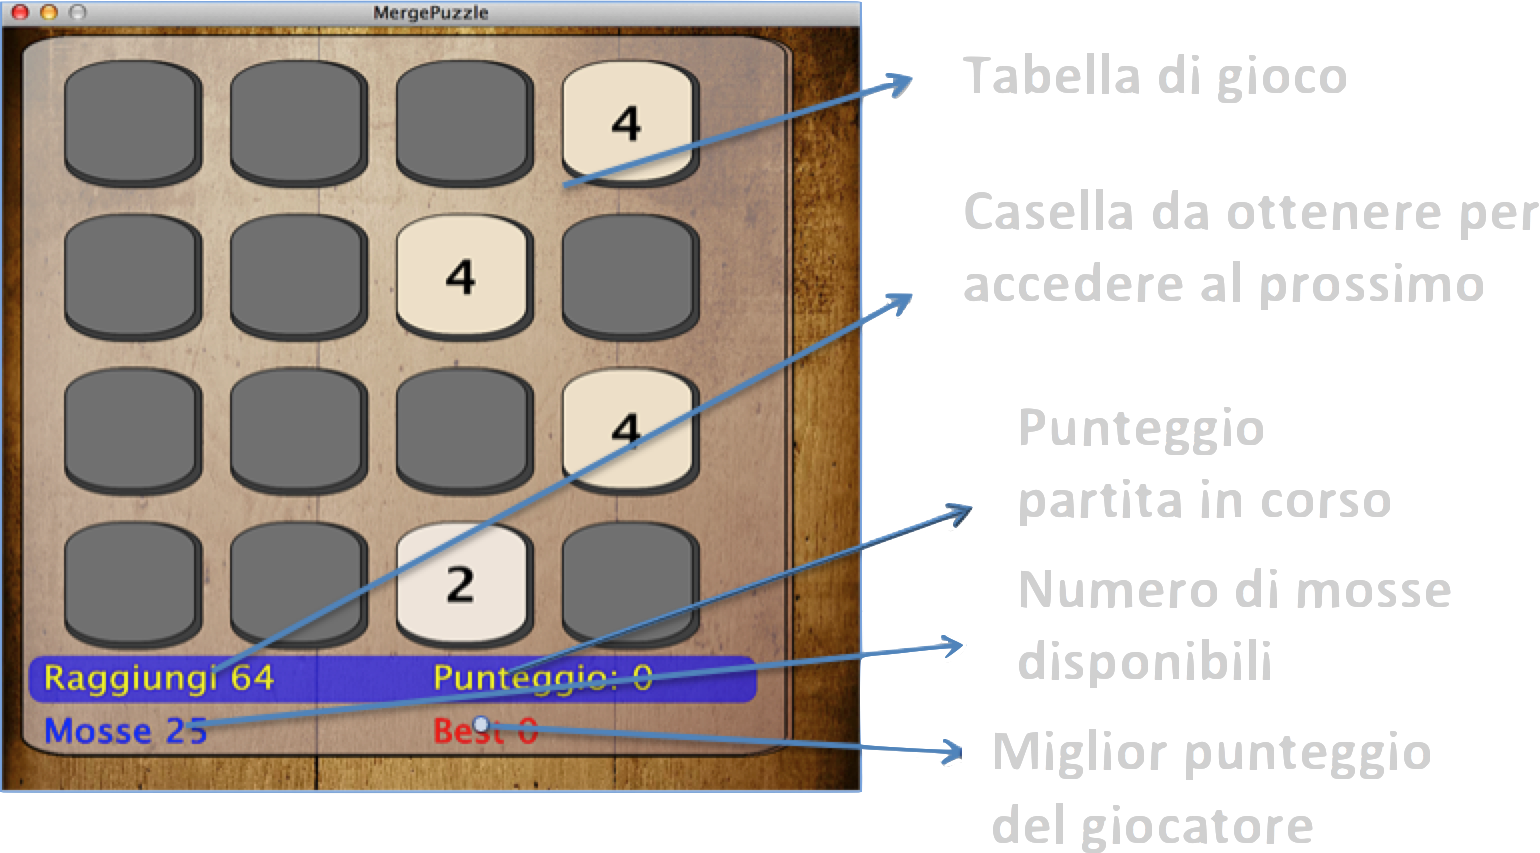 MergePuzzle
4
4
4
2
Raggiungi 64 Punteggio: 0
Mosse 25 Best 0
Tabella di gioco
Casella da ottenere per
accedere al prossimo
Punteggio
partita in corso
Numero di mosse
disponibili
Miglior punteggio
del giocatore